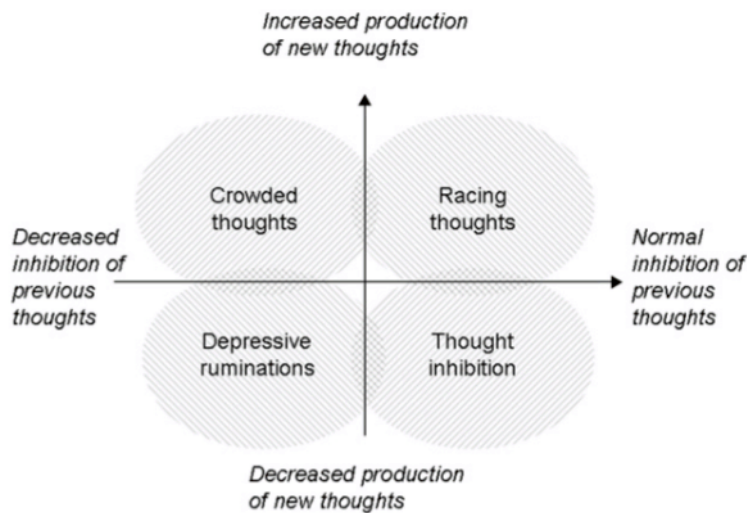 Increased production
of new thoughts
Crowded
thoughts
Racing
thoughts
Decreased
inhibition of
previous
thoughts
Normal
inhibition of
previous
thoughts
Depressive
ruminations
Thought
inhibition
Decreased production
of new thoughts